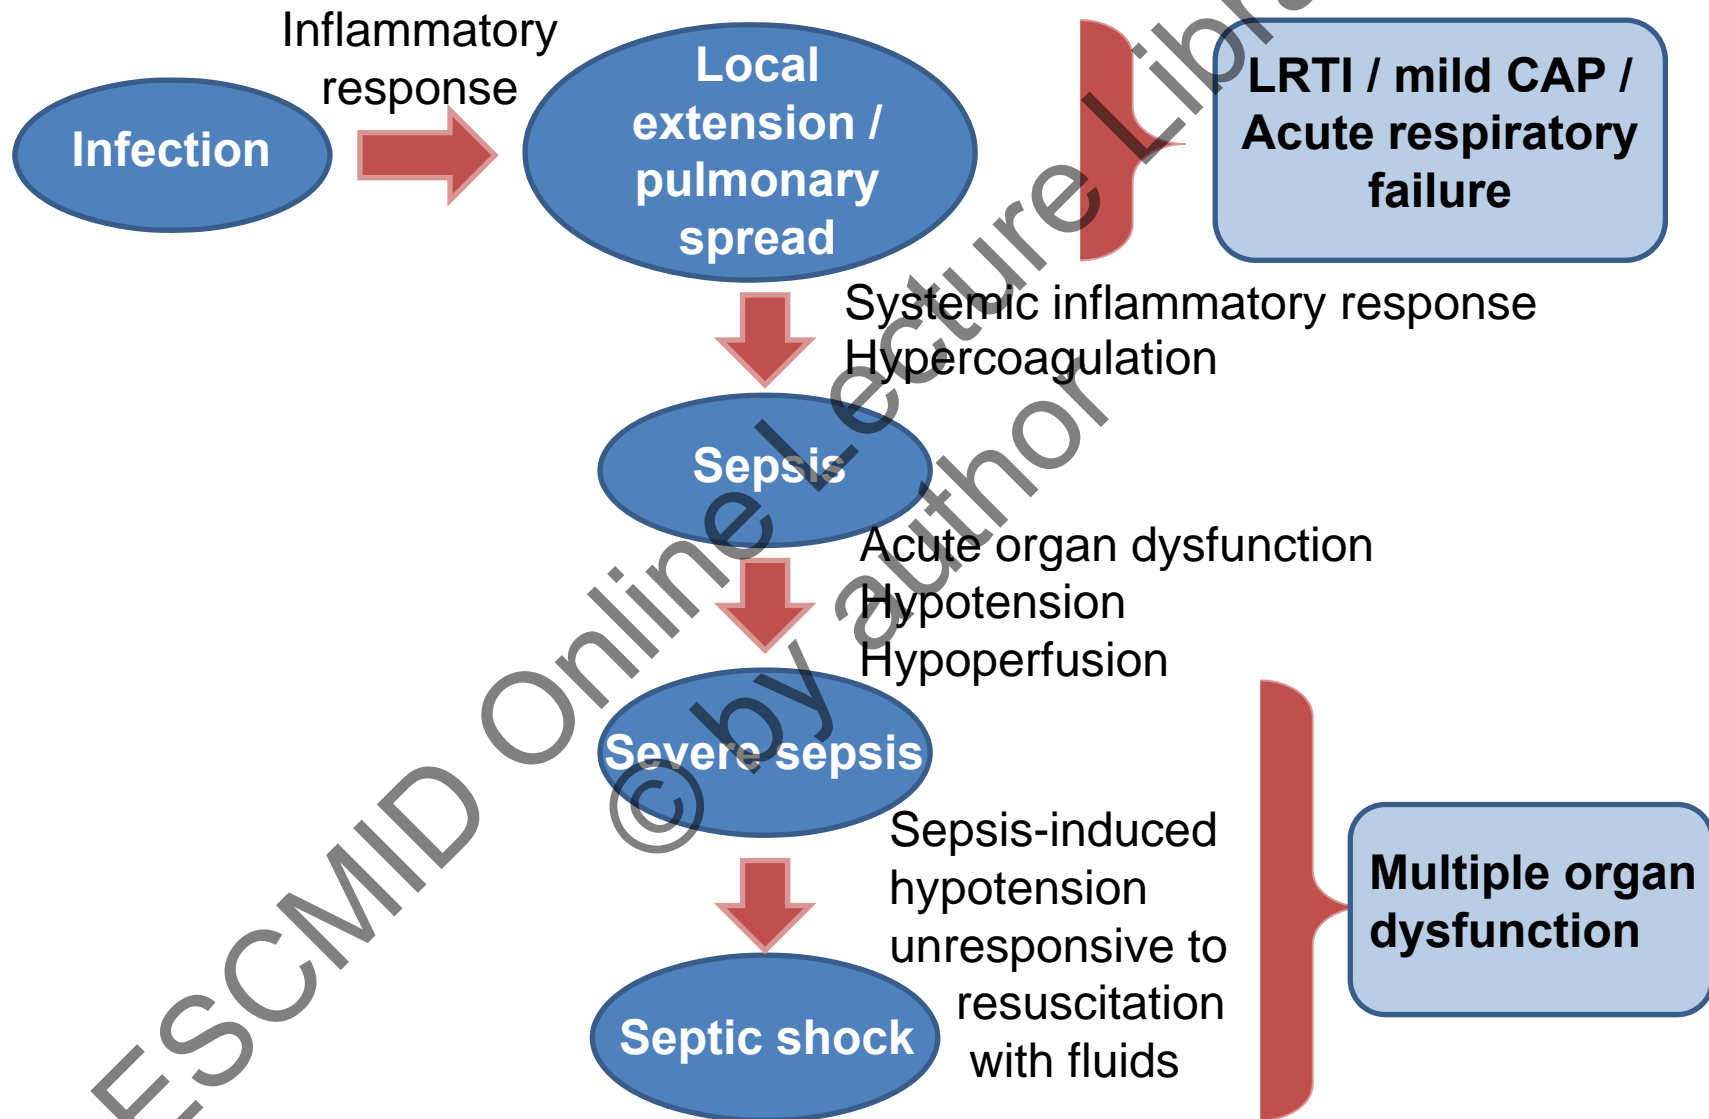 Inflammatory
response
Infection
Local
extension /
pulmonary
spread
LRTI / mild CAP /
Acute respiratory
failure
Systemic inflammatory response
Hypercoagulation
Sepsis
Acute organ dysfunction
Hypotension
Hypoperfusion
Severe sepsis
Sepsis-induced
hypotension
unresponsive to
resuscitation
with fluids
Multiple organ
dysfunction
Septic shock
ESCMID Online Lecture Libra
© by author